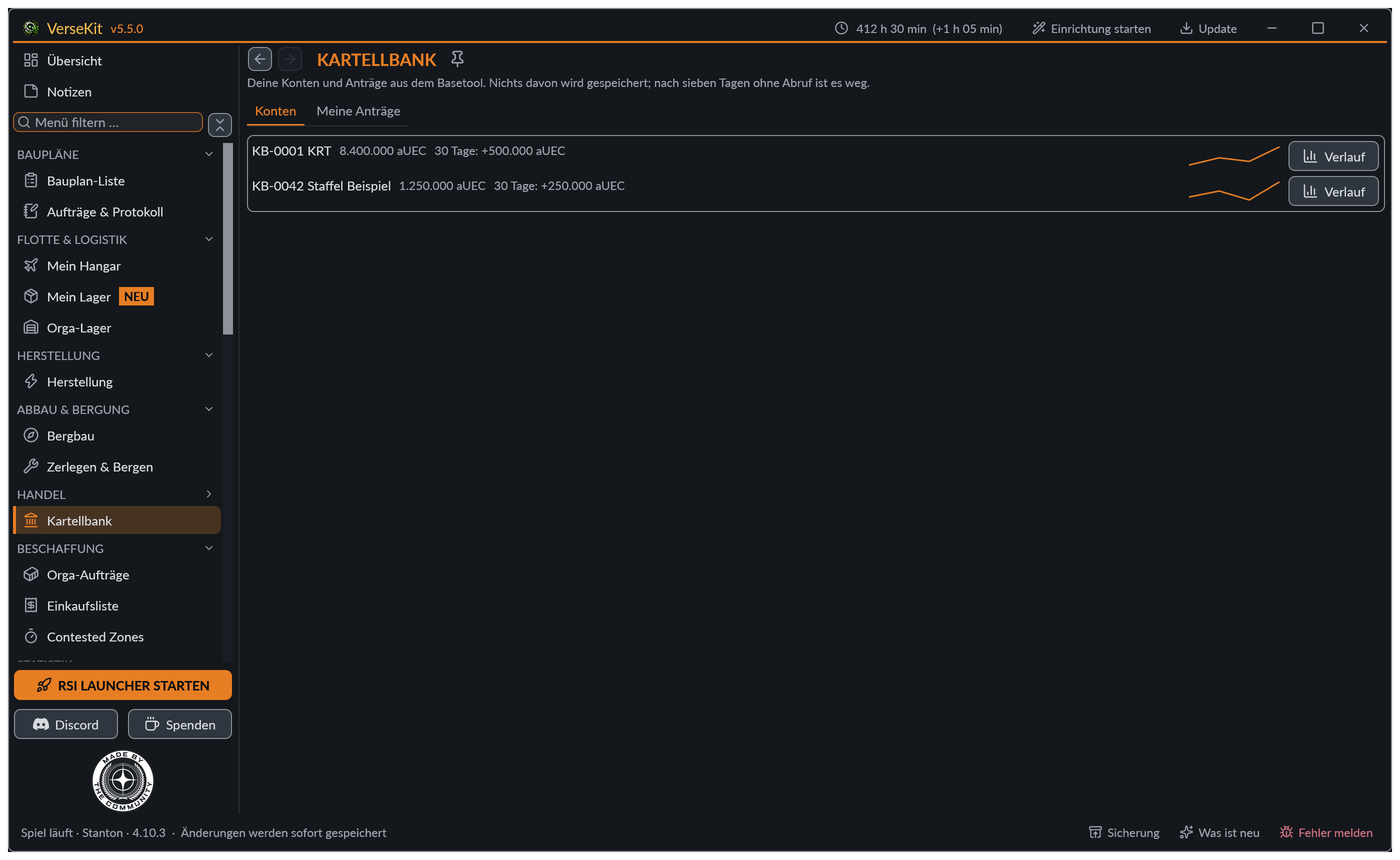 VerseKit v5.5.0
412 h 30 min (+1 h 05 min)
Einrichtung starten
Update
Übersicht
Notizen
Menü filtern ...
BAUPLÄNE
Bauplan-Liste
Aufträge & Protokoll
FLOTTE & LOGISTIK
Mein Hangar
Mein Lager NEU
Orga-Lager
HERSTELLUNG
Herstellung
ABBAU & BERGUNG
Bergbau
Zerlegen & Bergen
HANDEL
Kartellbank
BESCHAFFUNG
Orga-Aufträge
Einkaufsliste
Contested Zones
RSI LAUNCHER STARTEN
Discord
Spenden
MADE BY
THE COMMUNITY
KARTELLBANK
Deine Konten und Anträge aus dem Basetool. Nichts davon wird gespeichert; nach sieben Tagen ohne Abruf ist es weg.
Konten
Meine Anträge
KB-0001 KRT 8.400.000 aUEC 30 Tage: +500.000 aUEC
Verlauf
KB-0042 Staffel Beispiel 1.250.000 aUEC 30 Tage: +250.000 aUEC
Verlauf
Spiel läuft · Stanton · 4.10.3 · Änderungen werden sofort gespeichert
Sicherung
Was ist neu
Fehler melden